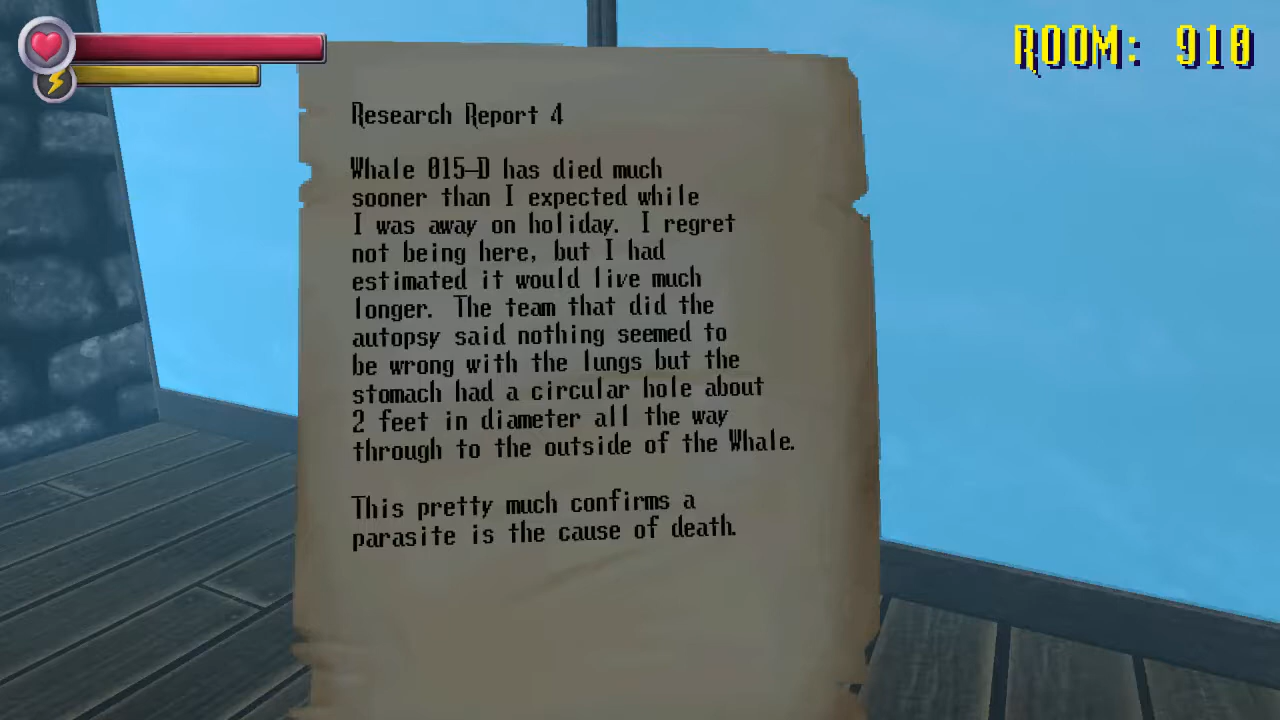 ROOM: 910
Research Report 4
Whale 015-D has died much
sooner than I expected while
I was away on holiday. I regret
not being here, but I had
estimated it would live much
longer. The team that did the
autopsy said nothing seemed to
be wrong with the lungs but the
stomach had a circular hole about
2 feet in diameter all the way
through to the outside of the Whale.
This pretty much confirms a
parasite is the cause of death.